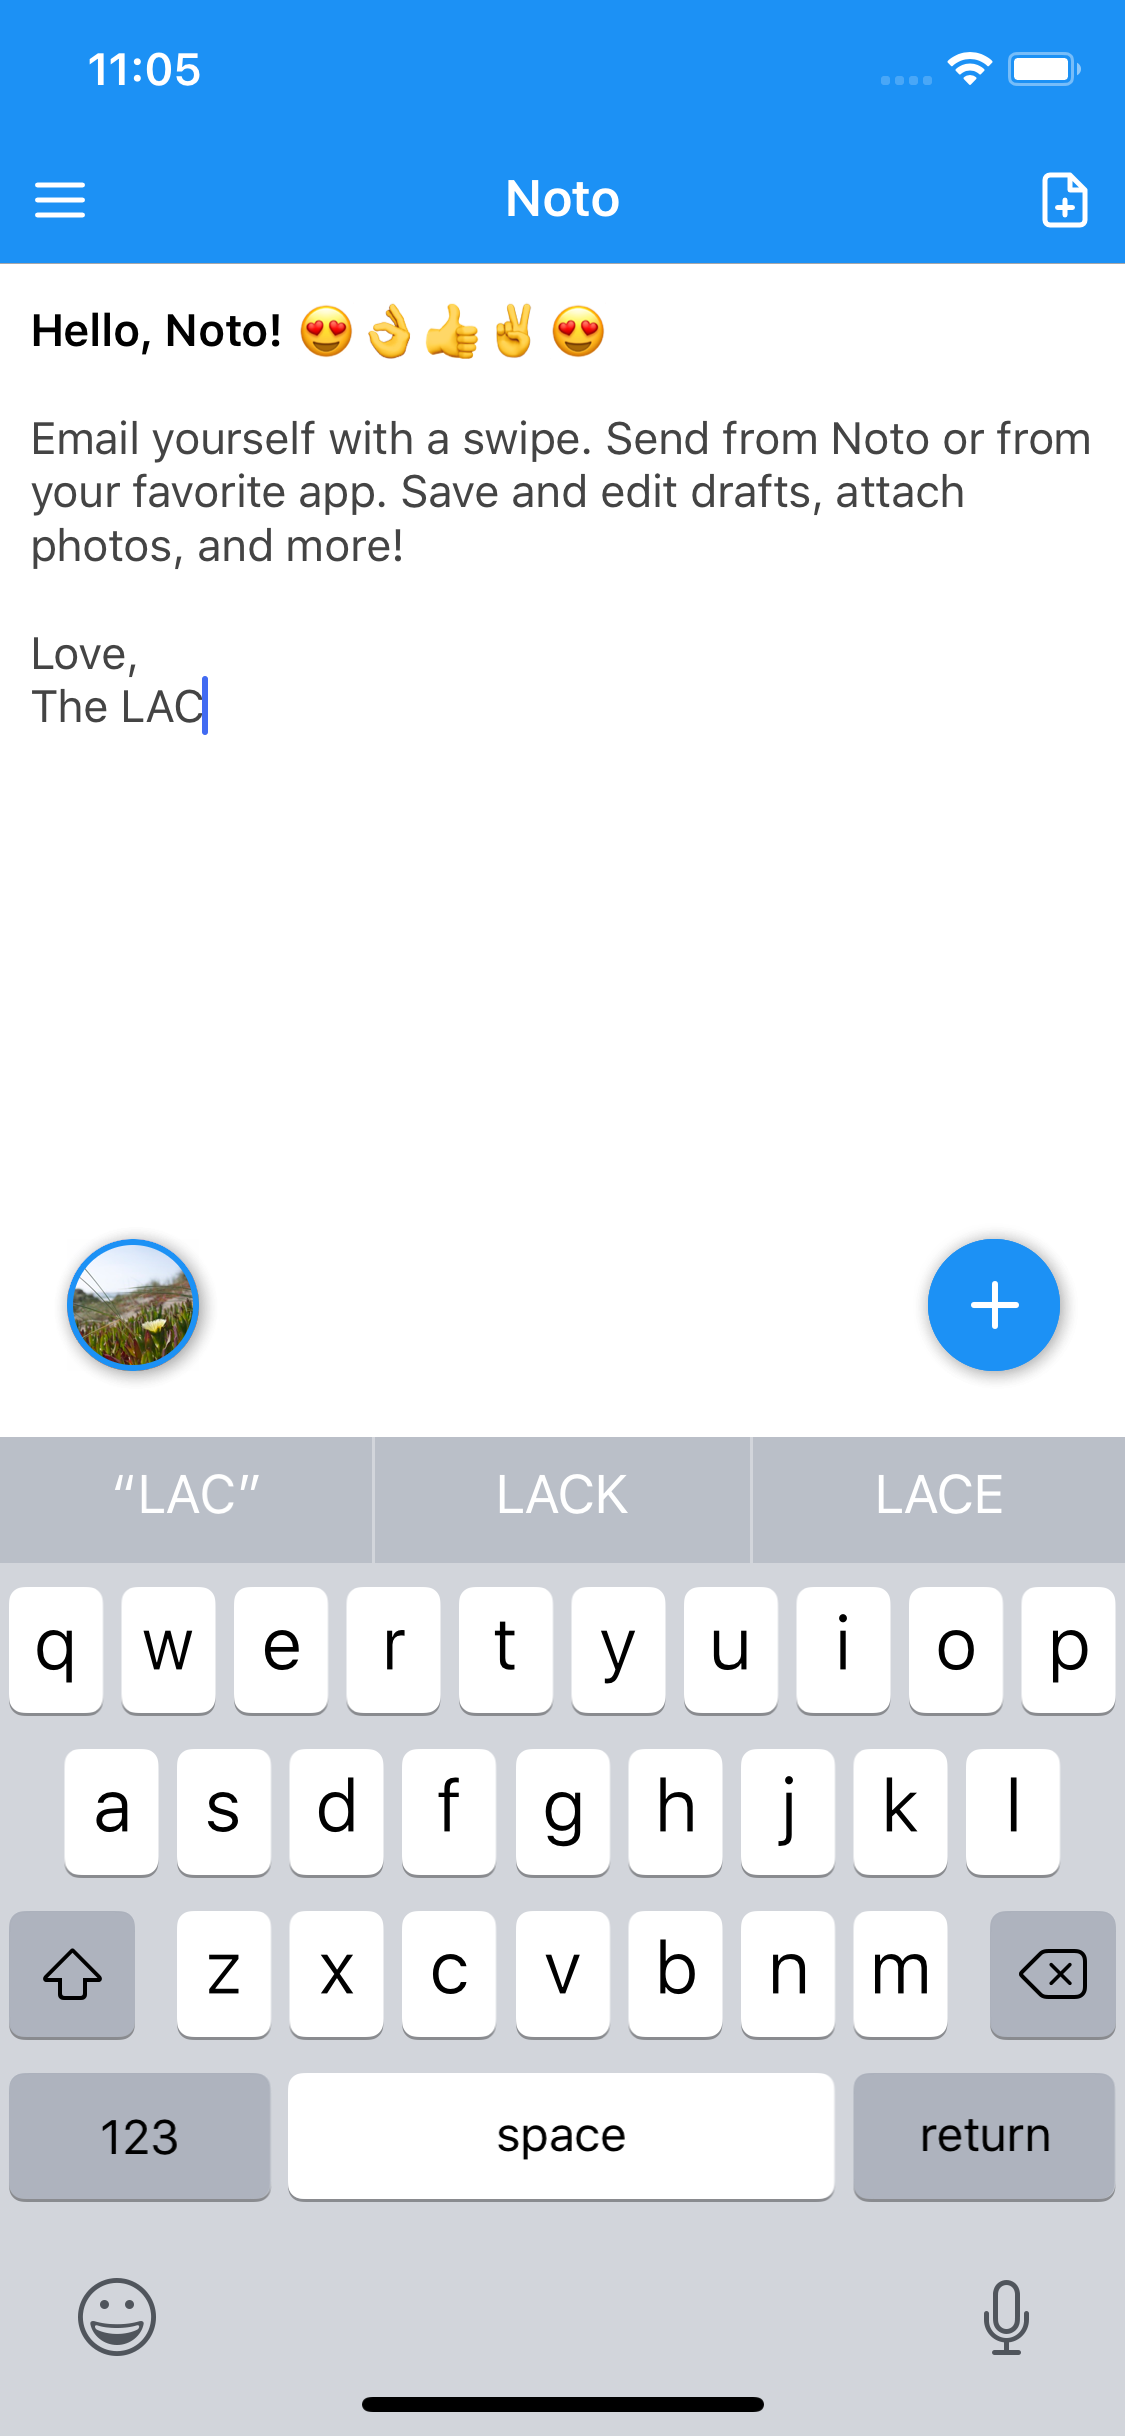 11:05
Noto
Hello, Noto! 😍👌👍✌️😍
Email yourself with a swipe. Send from Noto or from
your favorite app. Save and edit drafts, attach
photos, and more!
Love,
The LAC
“LAC” LACK LACE
q w e r t y u i o p
a s d f g h j k l
z x c v b n m
123 space return